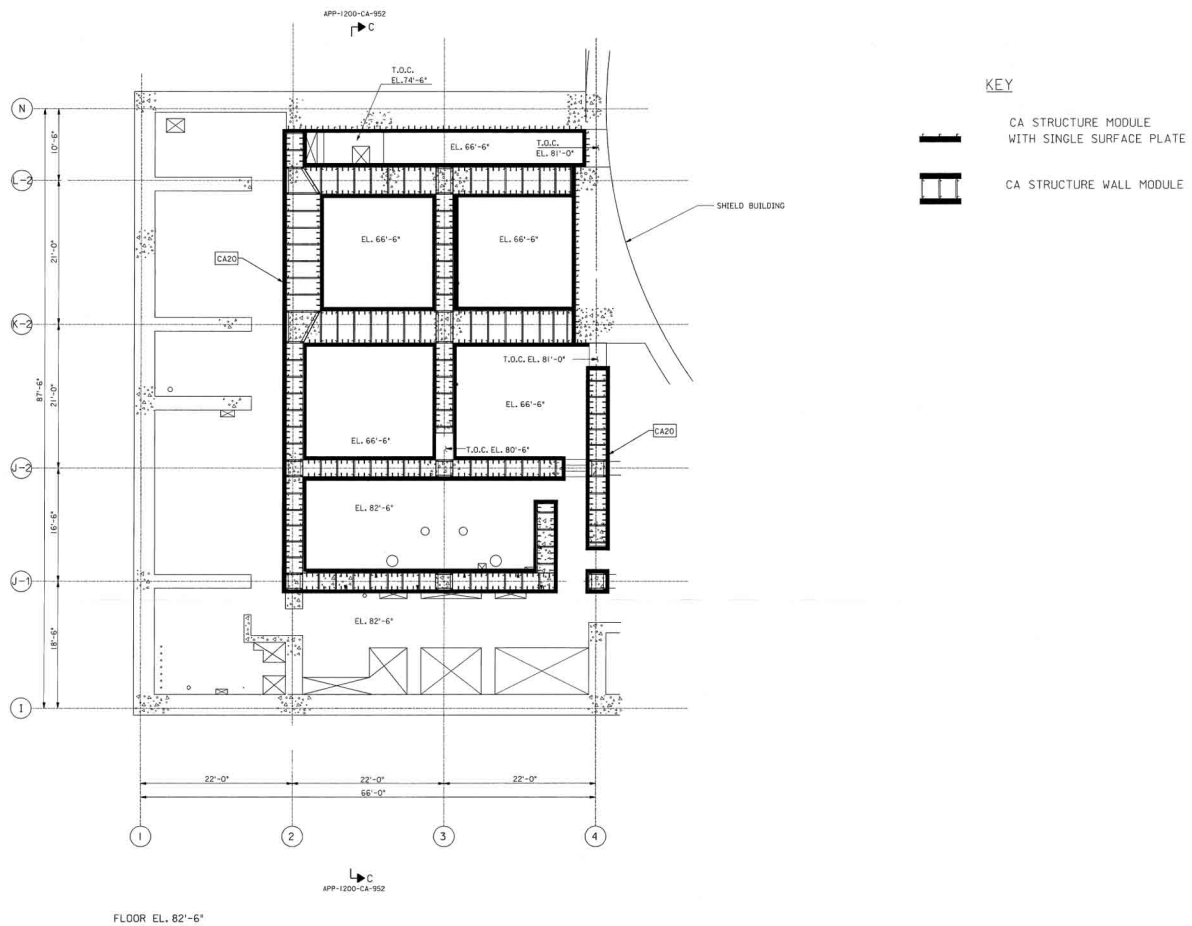 APP-1200-CA-952
C
T.O.C.
EL. 74'-6"
KEY
CA STRUCTURE MODULE
WITH SINGLE SURFACE PLATE
CA STRUCTURE WALL MODULE
N
10'-6"
EL. 66'-6"
T.O.C.
EL. 81'-0"
L-2
SHIELD BUILDING
21'-0"
EL. 66'-6"
EL. 66'-6"
CA20
K-2
T.O.C. EL. 81'-0"
87'-6"
21'-0"
EL. 66'-6"
CA20
EL. 66'-6"
T.O.C. EL. 80'-6"
J-2
16'-6"
EL. 82'-6"
J-1
EL. 82'-6"
18'-6"
I
22'-0"
22'-0"
22'-0"
66'-0"
1
2
3
4
C
APP-1200-CA-952
FLOOR EL. 82'-6"